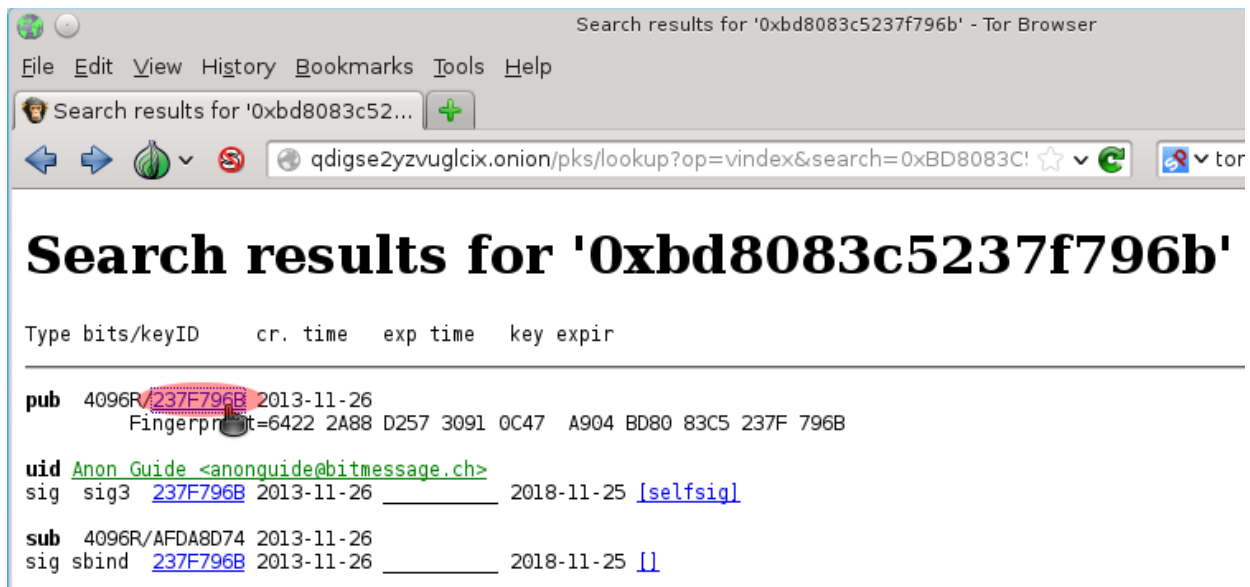 Search results for '0xbd8083c5237f796b' - Tor Browser
File Edit View History Bookmarks Tools Help
Search results for '0xbd8083c52...
qdigse2yzvuglcix.onion/pks/lookup?op=vindex&search=0xBD8083C
tor
Search results for '0xbd8083c5237f796b'
Type bits/keyID cr. time exp time key expir
pub 4096R/237F796B 2013-11-26
Fingerpr t=6422 2A88 D257 3091 0C47 A904 BD80 83C5 237F 796B
uid Anon Guide <anonguide@bitmessage.ch>
sig sig3 237F796B 2013-11-26 __________ 2018-11-25 [selfsig]
sub 4096R/AFDA8D74 2013-11-26
sig sbind 237F796B 2013-11-26 __________ 2018-11-25 []